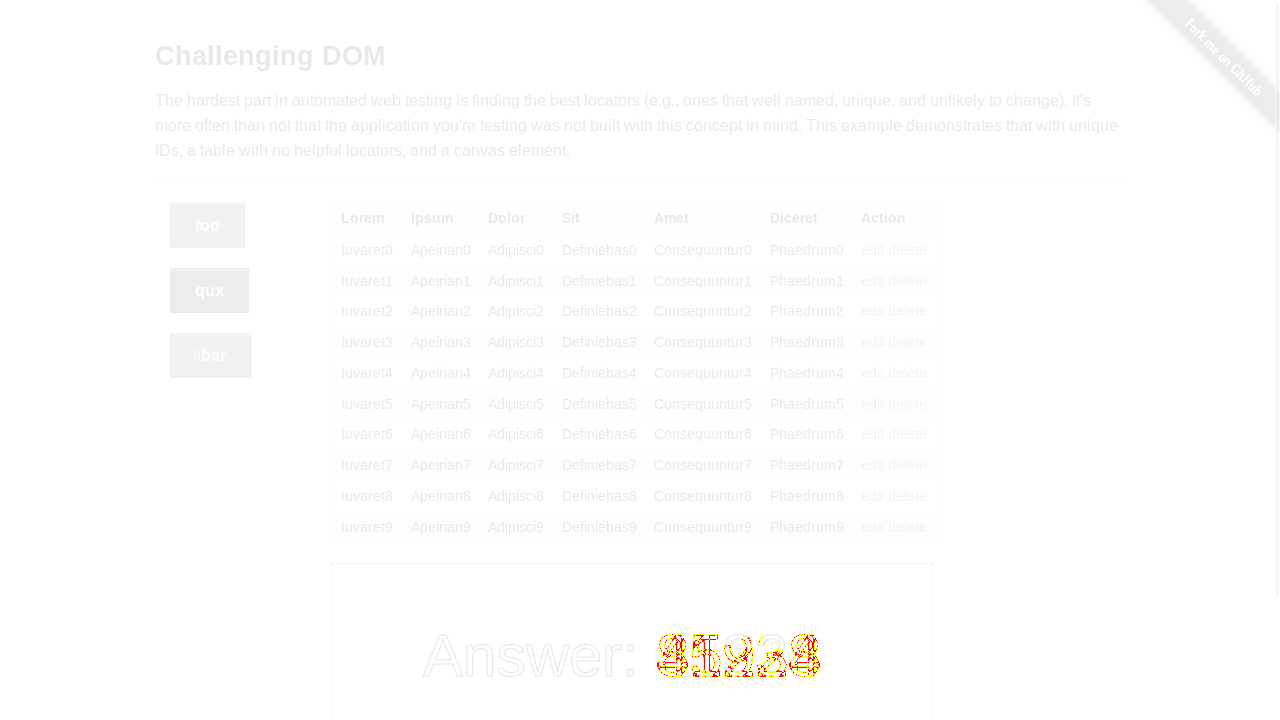 Fork me on GitHub
Challenging DOM
The hardest part in automated web testing is finding the best locators (e.g., ones that well named, unique, and unlikely to change). It's
more often than not that the application you're testing was not built with this concept in mind. This example demonstrates that with unique
IDs, a table with no helpful locators, and a canvas element.
foo
qux
bar
Lorem Ipsum Dolor Sit Amet Diceret Action
Iuvaret0 Apeirian0 Adipisci0 Definiebas0 Consequuntur0 Phaedrum0 edit delete
Iuvaret1 Apeirian1 Adipisci1 Definiebas1 Consequuntur1 Phaedrum1 edit delete
Iuvaret2 Apeirian2 Adipisci2 Definiebas2 Consequuntur2 Phaedrum2 edit delete
Iuvaret3 Apeirian3 Adipisci3 Definiebas3 Consequuntur3 Phaedrum3 edit delete
Iuvaret4 Apeirian4 Adipisci4 Definiebas4 Consequuntur4 Phaedrum4 edit delete
Iuvaret5 Apeirian5 Adipisci5 Definiebas5 Consequuntur5 Phaedrum5 edit delete
Iuvaret6 Apeirian6 Adipisci6 Definiebas6 Consequuntur6 Phaedrum6 edit delete
Iuvaret7 Apeirian7 Adipisci7 Definiebas7 Consequuntur7 Phaedrum7 edit delete
Iuvaret8 Apeirian8 Adipisci8 Definiebas8 Consequuntur8 Phaedrum8 edit delete
Iuvaret9 Apeirian9 Adipisci9 Definiebas9 Consequuntur9 Phaedrum9 edit delete
Answer: